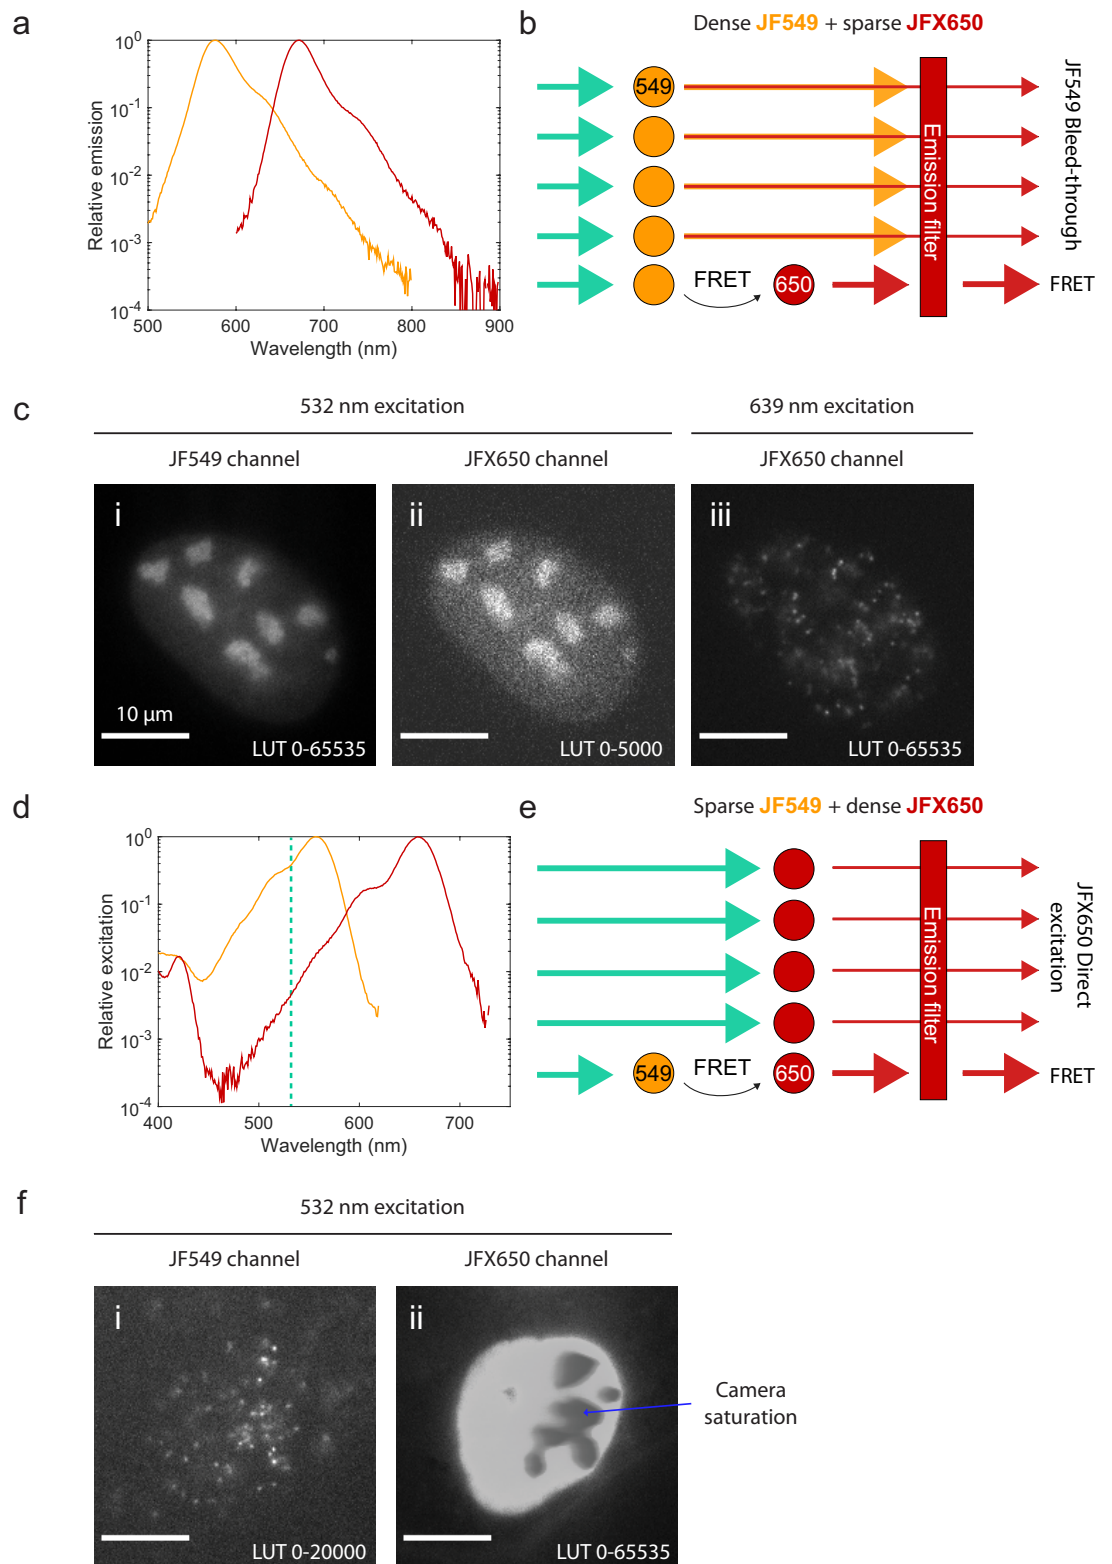 a
10^0
10^-1
10^-2
10^-3
10^-4
Relative emission
500 600 700 800 900
Wavelength (nm)
b
Dense JF549 + sparse JFX650
549
FRET
650
Emission filter
JF549 Bleed-through
FRET
c
532 nm excitation
639 nm excitation
JF549 channel
JFX650 channel
JFX650 channel
i
10 μm
LUT 0-65535
ii
LUT 0-5000
iii
LUT 0-65535
d
10^0
10^-1
10^-2
10^-3
10^-4
Relative excitation
400 500 600 700
Wavelength (nm)
e
Sparse JF549 + dense JFX650
549
FRET
650
Emission filter
JFX650 Direct
excitation
FRET
f
532 nm excitation
JF549 channel
JFX650 channel
i
LUT 0-20000
ii
LUT 0-65535
Camera
saturation